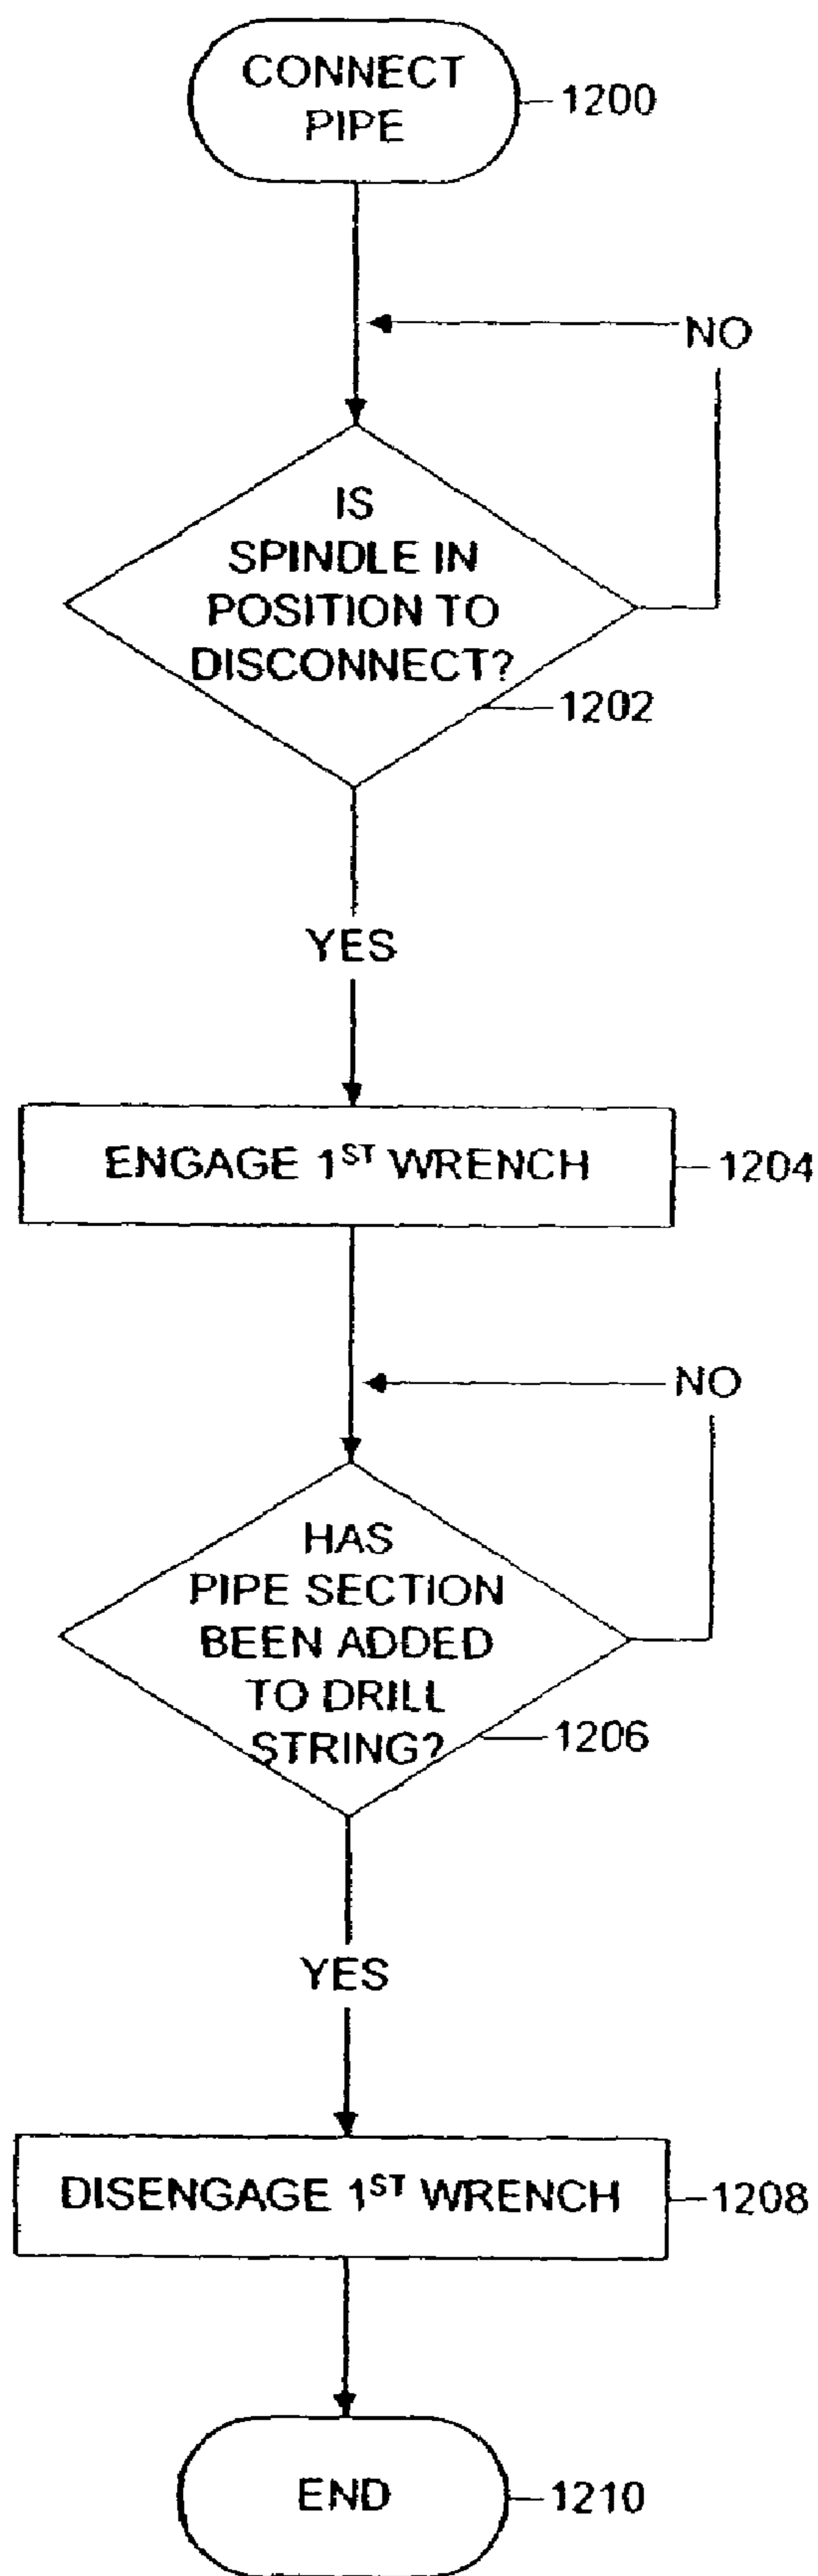 CONNECT
PIPE
1200
NO
IS
SPINDLE IN
POSITION TO
DISCONNECT?
1202
YES
ENGAGE 1ST WRENCH
1204
NO
HAS
PIPE SECTION
BEEN ADDED
TO DRILL
STRING?
1206
YES
DISENGAGE 1ST WRENCH
1208
END
1210